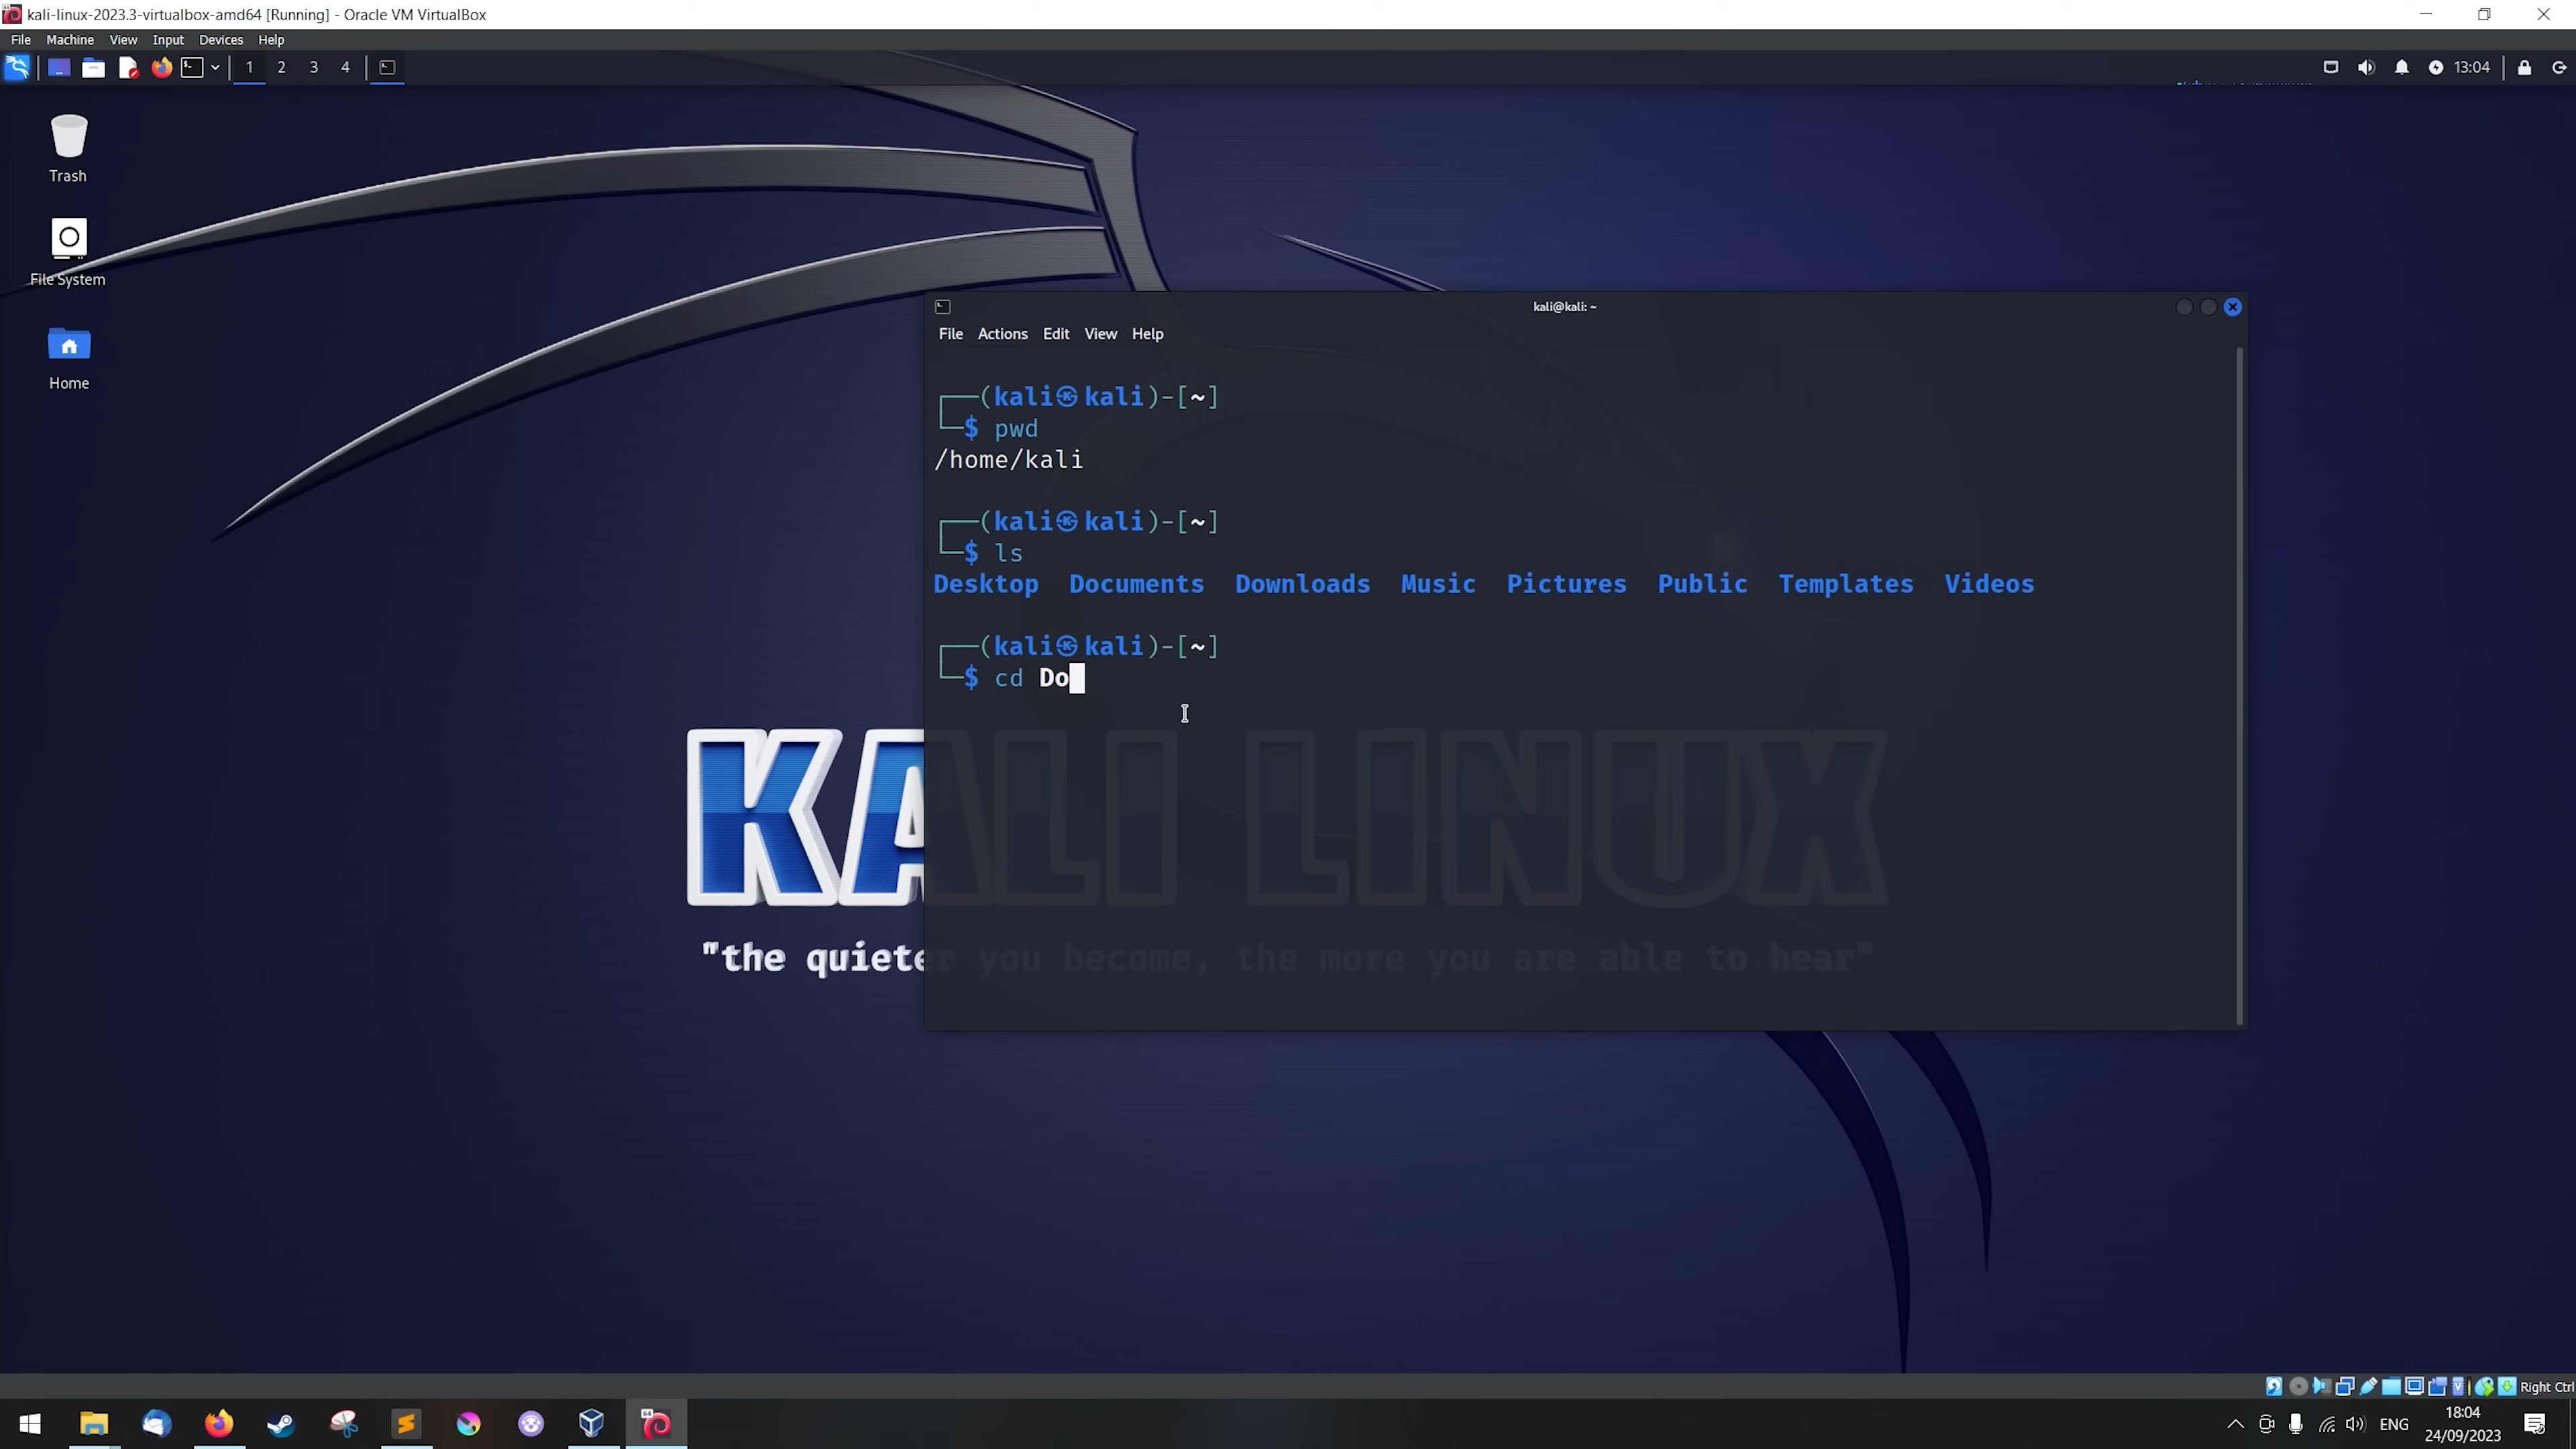 kali-linux-2023.3-virtualbox-amd64 [Running] - Oracle VM VirtualBox
File Machine View Input Devices Help
1 2 3 4
13:04
Trash
File System
Home
kali@kali: ~
File Actions Edit View Help
┌──(kali㉿kali)-[~]
└─$ pwd
/home/kali
┌──(kali㉿kali)-[~]
└─$ ls
Desktop Documents Downloads Music Pictures Public Templates Videos
┌──(kali㉿kali)-[~]
└─$ cd Do
KALI LINUX
"the quieter you become, the more you are able to hear"
Right Ctrl
ENG
18:04
24/09/2023